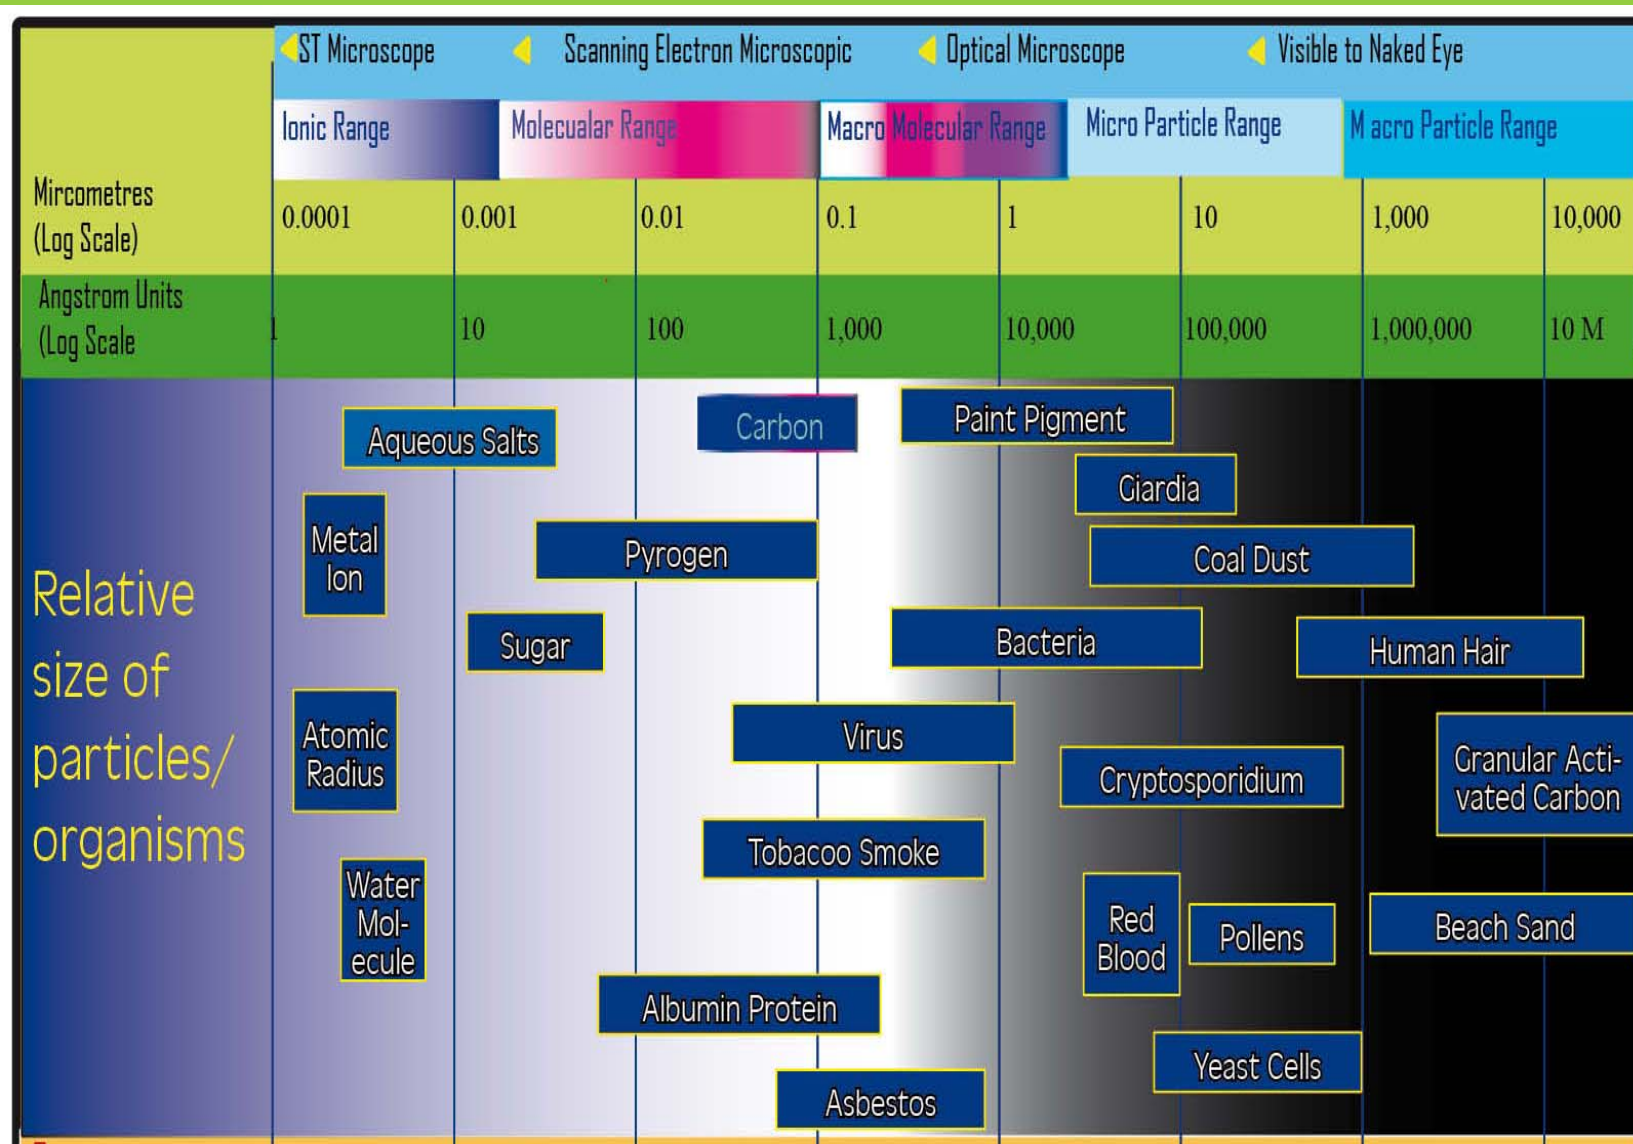 ST Microscope
Scanning Electron Microscopic
Optical Microscope
Visible to Naked Eye
Ionic Range
Molecualar Range
Macro Molecular Range
Micro Particle Range
M acro Particle Range
Mircometres
(Log Scale)
0.0001
0.001
0.01
0.1
1
10
1,000
10,000
Angstrom Units
(Log Scale
1
10
100
1,000
10,000
100,000
1,000,000
10 M
Relative
size of
particles/
organisms
Aqueous Salts
Carbon
Paint Pigment
Giardia
Metal
Ion
Pyrogen
Coal Dust
Sugar
Bacteria
Human Hair
Atomic
Radius
Virus
Cryptosporidium
Granular Acti-
vated Carbon
Tobacoo Smoke
Water
Mol-
ecule
Red
Blood
Pollens
Beach Sand
Albumin Protein
Yeast Cells
Asbestos